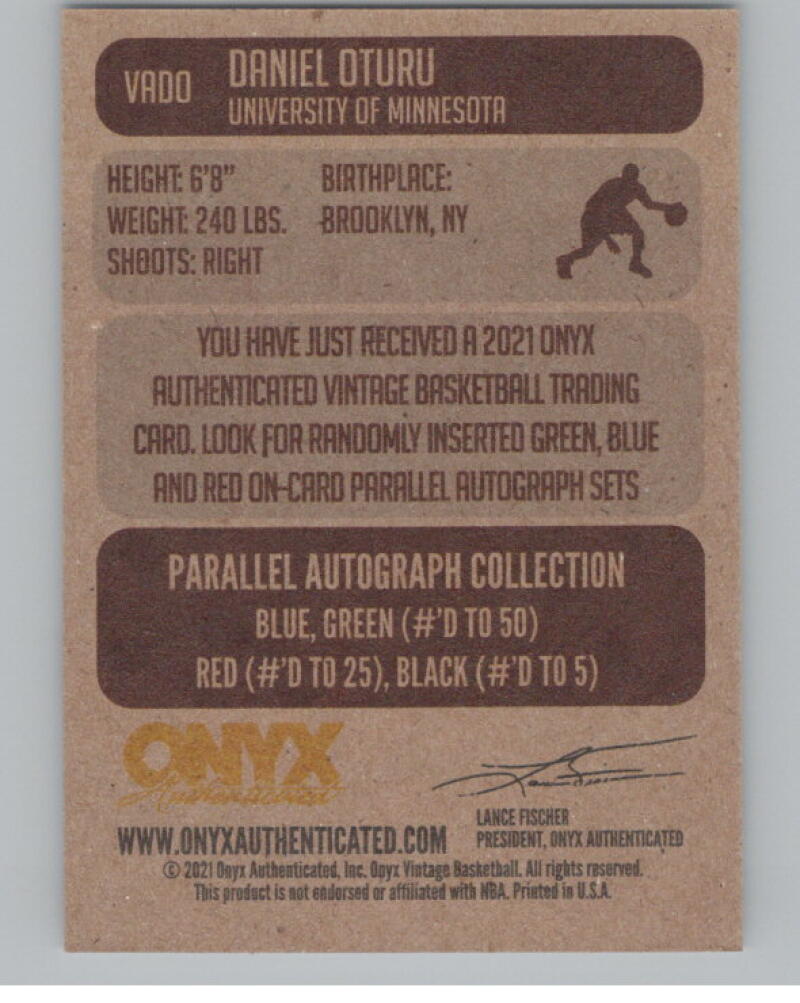 VADO
DANIEL OTURU
UNIVERSITY OF MINNESOTA
HEIGHT: 6'8"
WEIGHT: 240 LBS.
SHOOTS: RIGHT
BIRTHPLACE:
BROOKLYN, NY
YOU HAVE JUST RECEIVED A 2021 ONYX
AUTHENTICATED VINTAGE BASKETBALL TRADING
CARD. LOOK FOR RANDOMLY INSERTED GREEN, BLUE
AND RED ON-CARD PARALLEL AUTOGRAPH SETS
PARALLEL AUTOGRAPH COLLECTION
BLUE, GREEN (#'D TO 50)
RED (#'D TO 25), BLACK (#'D TO 5)
ONYX
Authenticated
WWW.ONYXAUTHENTICATED.COM
LANCE FISCHER
PRESIDENT, ONYX AUTHENTICATED
© 2021 Onyx Authenticated, Inc. Onyx Vintage Basketball. All rights reserved.
This product is not endorsed or affiliated with NBA. Printed in U.S.A.